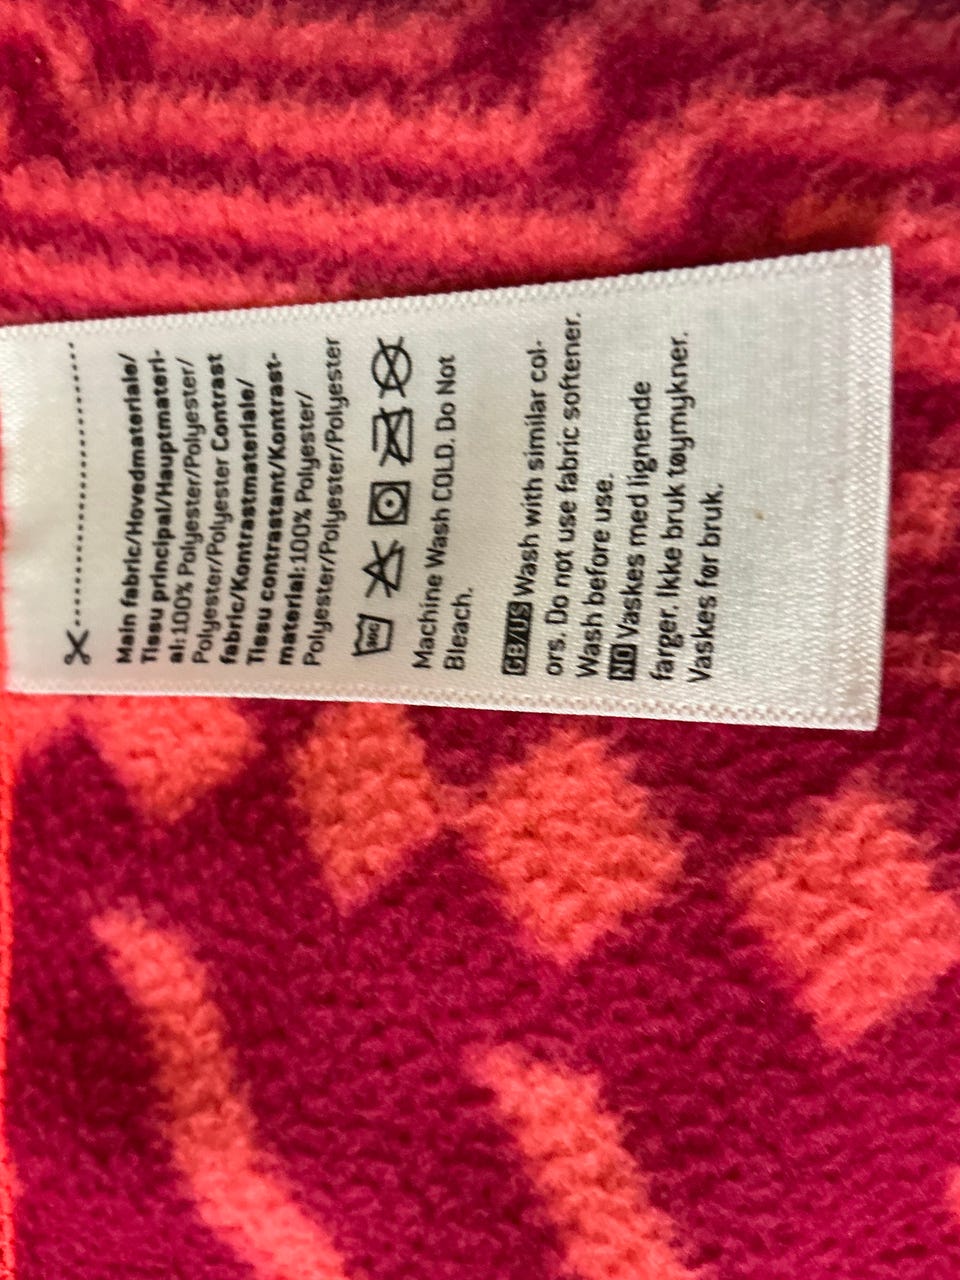 Main fabric/Hovedmateriale/
Tissu principal/Hauptmateri-
al:100% Polyester/Polyester/
Polyester/Polyester Contrast
fabric/Kontrastmateriale/
Tissu contrastant/Kontrast-
material:100% Polyester/
Polyester/Polyester/Polyester
30C
Machine Wash COLD. Do Not
Bleach.
GB/US Wash with similar col-
ors. Do not use fabric softener.
Wash before use.
NO Vaskes med lignende
farger. Ikke bruk tøymykner.
Vaskes før bruk.